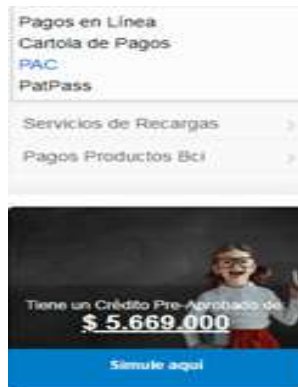 Pagos en Línea
Cartola de Pagos
PAC
PatPass
Servicios de Recargas
Pagos Productos Bci
Tiene un Crédito Pre-Aprobado de
$ 5.669.000
Simule aqui